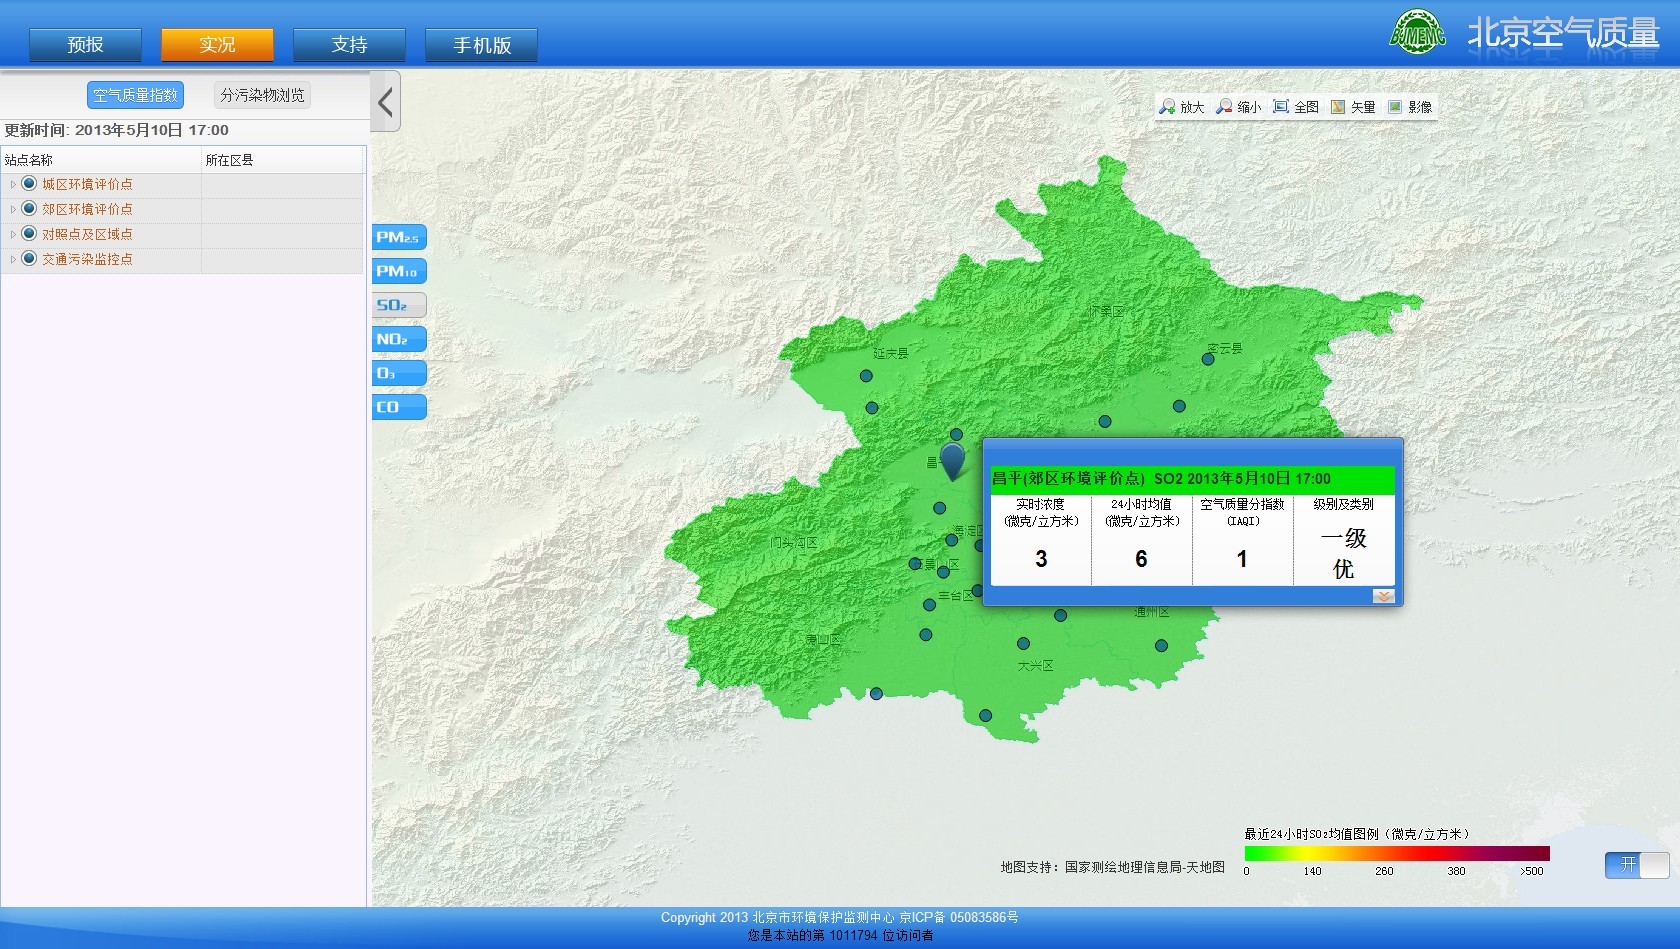 预报
实况
支持
手机版
BJMEMC
北京空气质量
空气质量指数
分污染物浏览
更新时间: 2013年5月10日 17:00
站点名称
所在区县
城区环境评价点
郊区环境评价点
对照点及区域点
交通污染监控点
PM2.5
PM10
SO2
NO2
O3
CO
放大
缩小
全图
矢量
影像
怀柔区
密云县
延庆县
昌
海淀区
门头沟区
石景山区
丰台区
房山区
通州区
大兴区
昌平(郊区环境评价点) SO2 2013年5月10日 17:00
实时浓度
(微克/立方米)
3
24小时均值
(微克/立方米)
6
空气质量分指数
(IAQI)
1
级别及类别
一级
优
最近24小时SO2均值图例（微克/立方米）
0 140 260 380 >500
地图支持：国家测绘地理信息局-天地图
开
Copyright 2013 北京市环境保护监测中心 京ICP备 05083586号
您是本站的第 1011794 位访问者